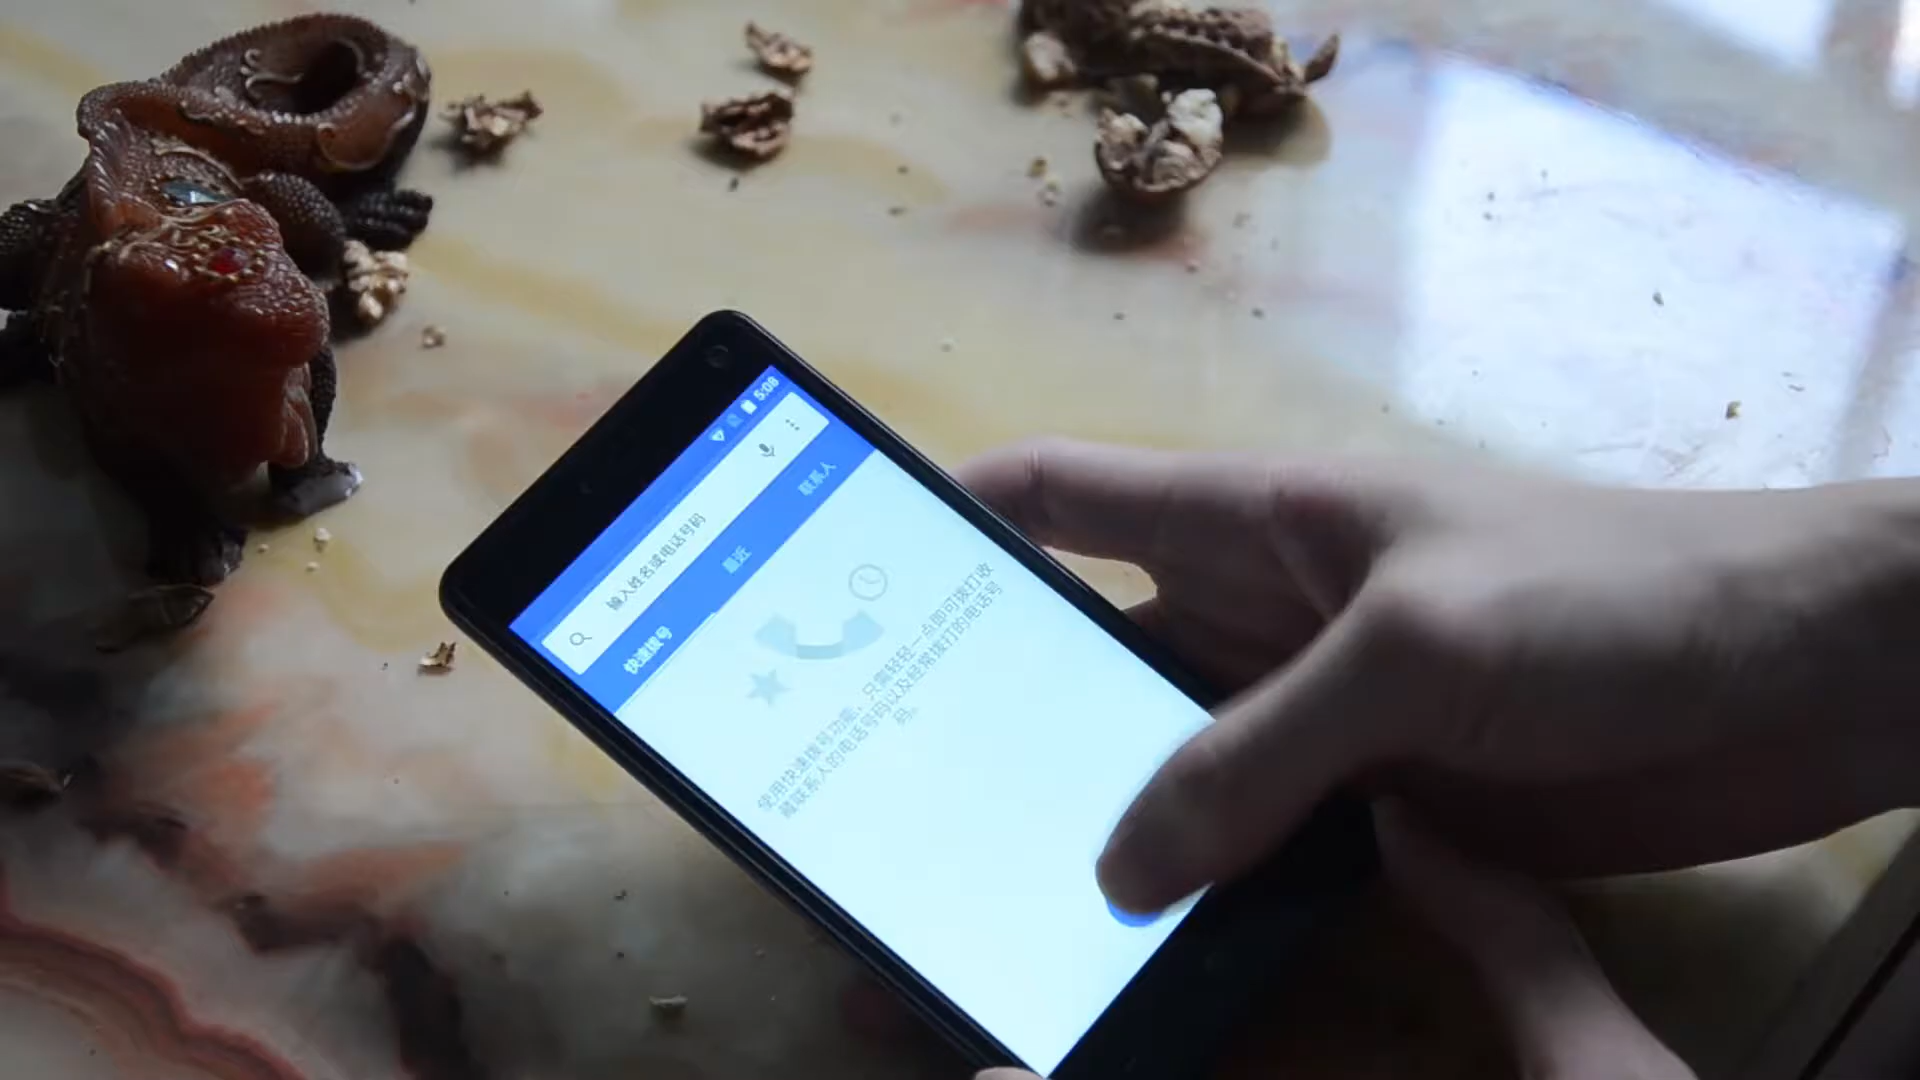 5:08
输入姓名或电话号码
快速拨号 最近 联系人
使用快速拨号功能，只需轻轻一点即可拨打收
藏联系人的电话号码以及经常拨打的电话号
码。